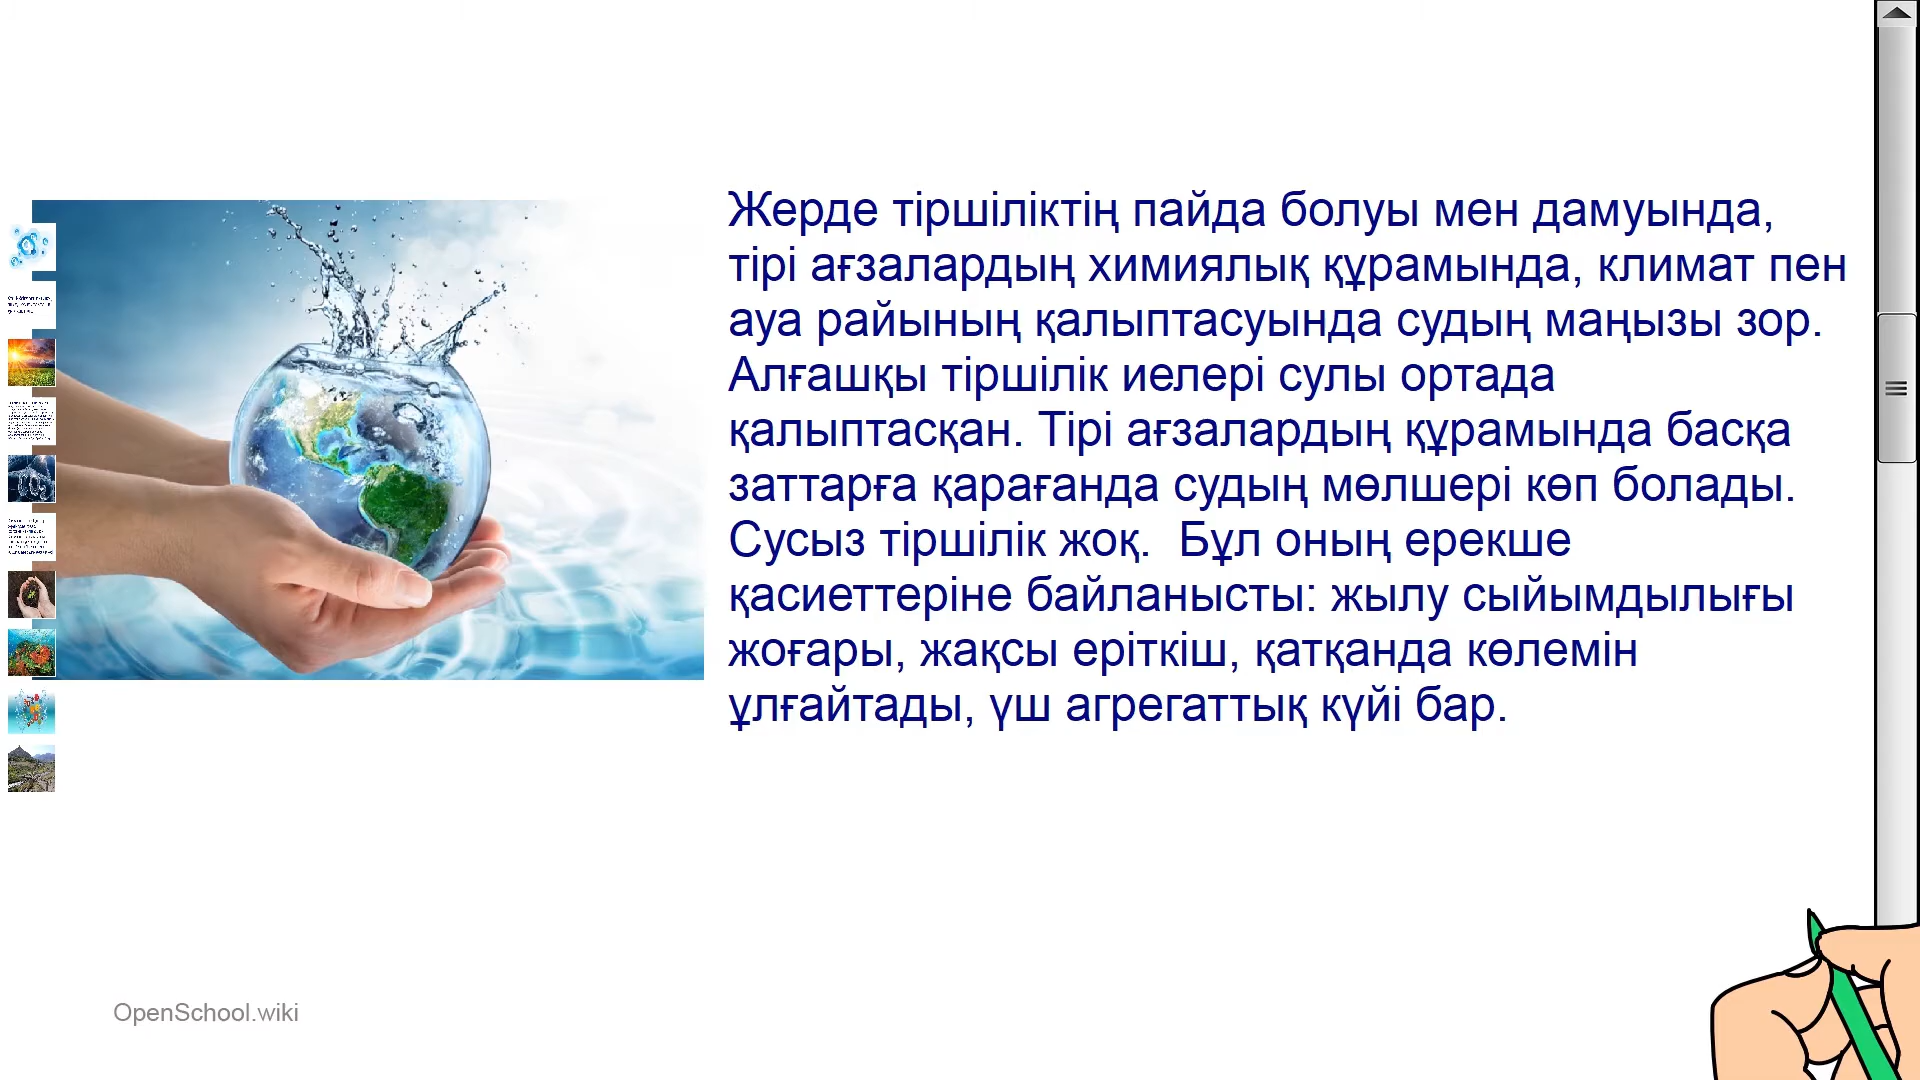 Жерде тіршіліктің пайда болуы мен дамуында,
тірі ағзалардың химиялық құрамында, климат пен
ауа райының қалыптасуында судың маңызы зор.
Алғашқы тіршілік иелері сулы ортада
қалыптасқан. Тірі ағзалардың құрамында басқа
заттарға қарағанда судың мөлшері көп болады.
Сусыз тіршілік жоқ.  Бұл оның ерекше
қасиеттеріне байланысты: жылу сыйымдылығы
жоғары, жақсы еріткіш, қатқанда көлемін
ұлғайтады, үш агрегаттық күйі бар.
OpenSchool.wiki